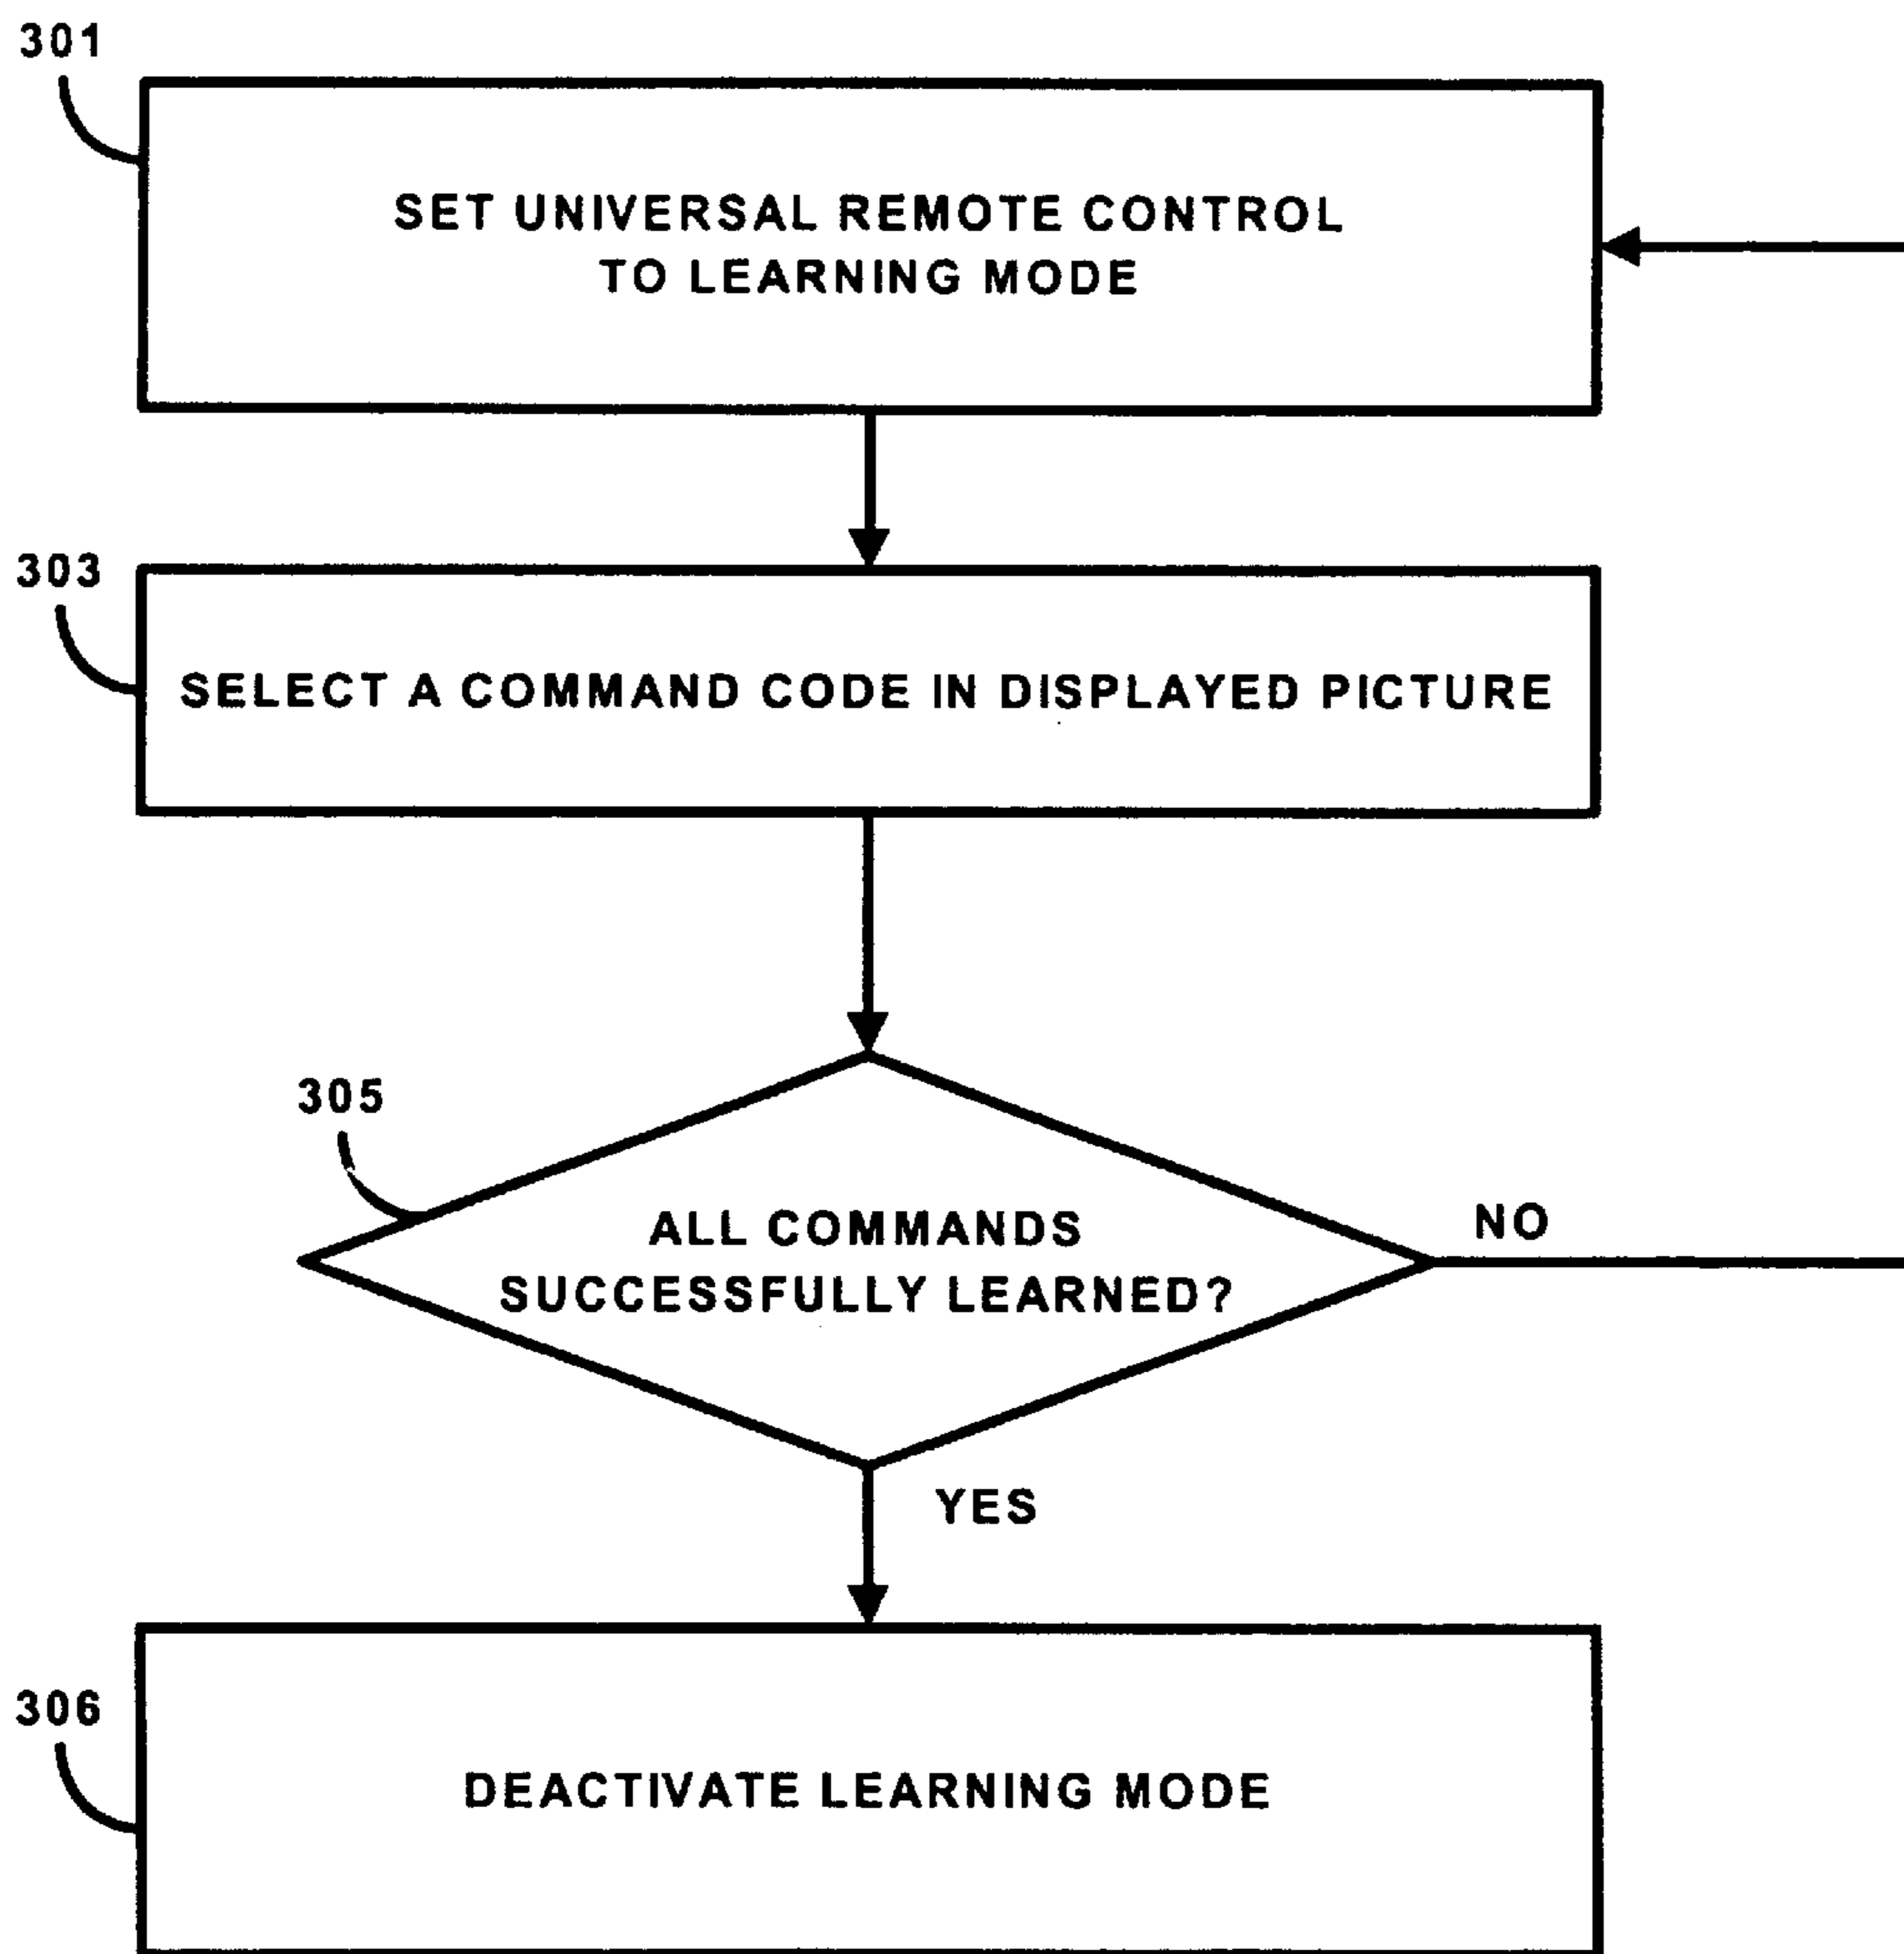 301
SET UNIVERSAL REMOTE CONTROL
TO LEARNING MODE
303
SELECT A COMMAND CODE IN DISPLAYED PICTURE
305
ALL COMMANDS
SUCCESSFULLY LEARNED?
NO
YES
306
DEACTIVATE LEARNING MODE